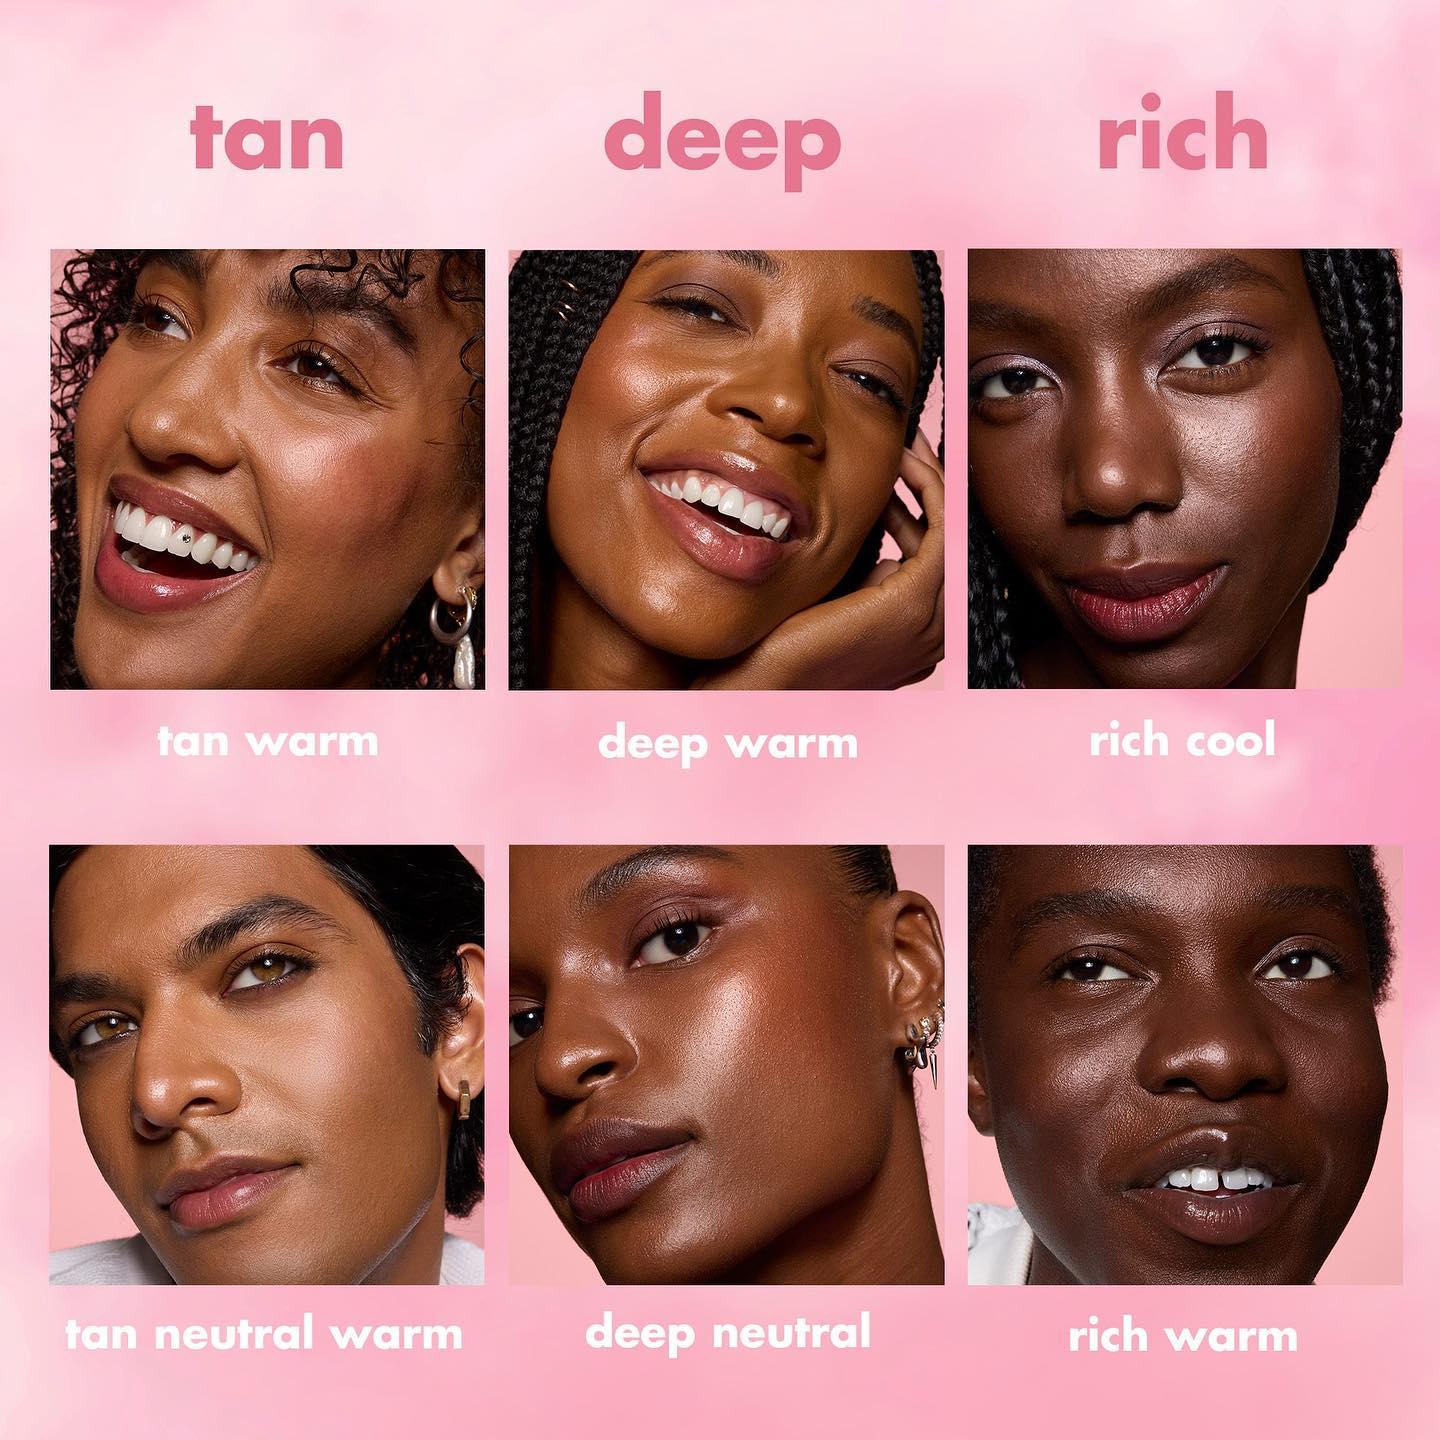 tan
deep
rich
tan warm
deep warm
rich cool
tan neutral warm
deep neutral
rich warm